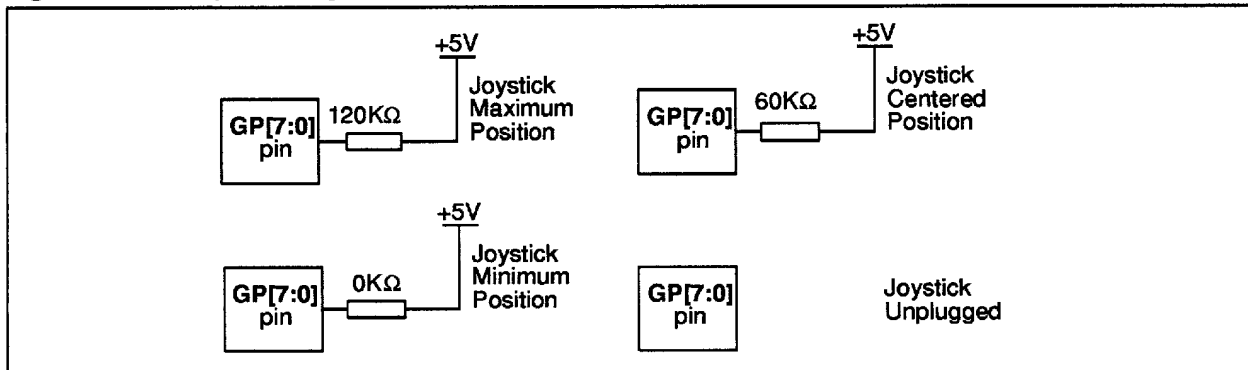 +5V
120KΩ
GP[7:0]
pin
Joystick
Maximum
Position
+5V
60KΩ
GP[7:0]
pin
Joystick
Centered
Position
+5V
0KΩ
GP[7:0]
pin
Joystick
Minimum
Position
GP[7:0]
pin
Joystick
Unplugged